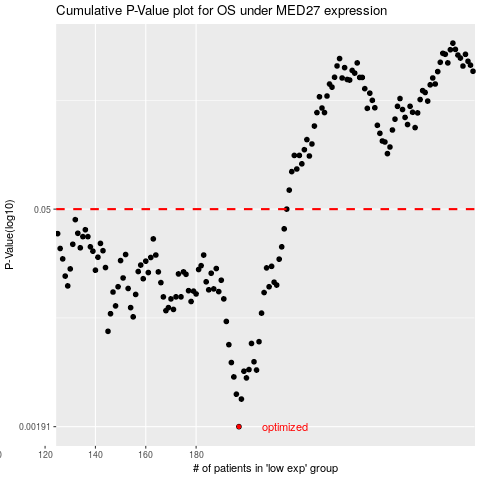 Cumulative P-Value plot for OS under MED27 expression
P-Value(log10)
0.05
0.00191
optimized
0 120 140 160 180
# of patients in 'low exp' group